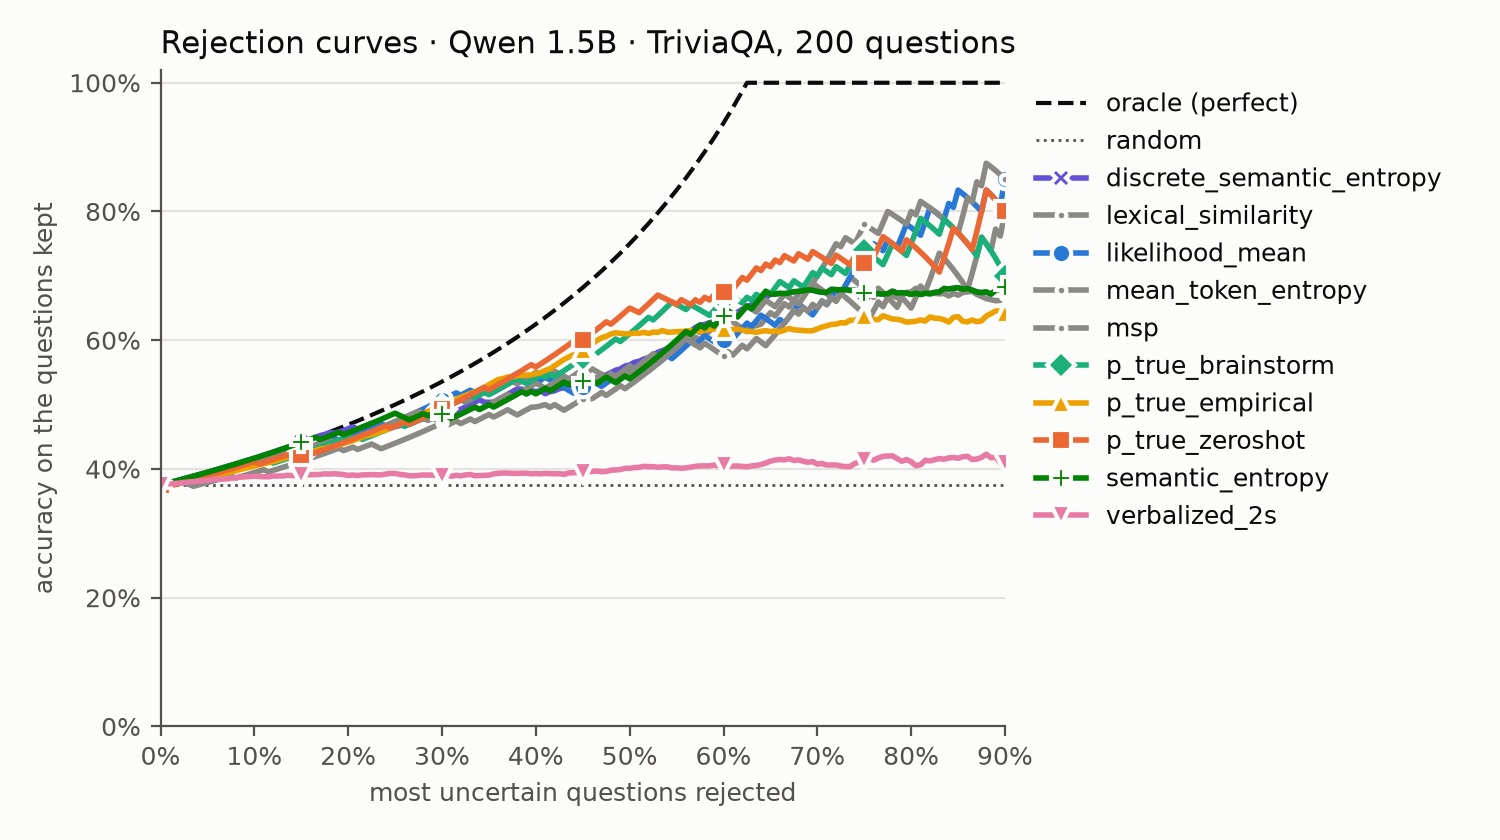 Rejection curves · Qwen 1.5B · TriviaQA, 200 questions
100%
80%
60%
40%
20%
0%
accuracy on the questions kept
0% 10% 20% 30% 40% 50% 60% 70% 80% 90%
most uncertain questions rejected
oracle (perfect)
random
discrete_semantic_entropy
lexical_similarity
likelihood_mean
mean_token_entropy
msp
p_true_brainstorm
p_true_empirical
p_true_zeroshot
semantic_entropy
verbalized_2s